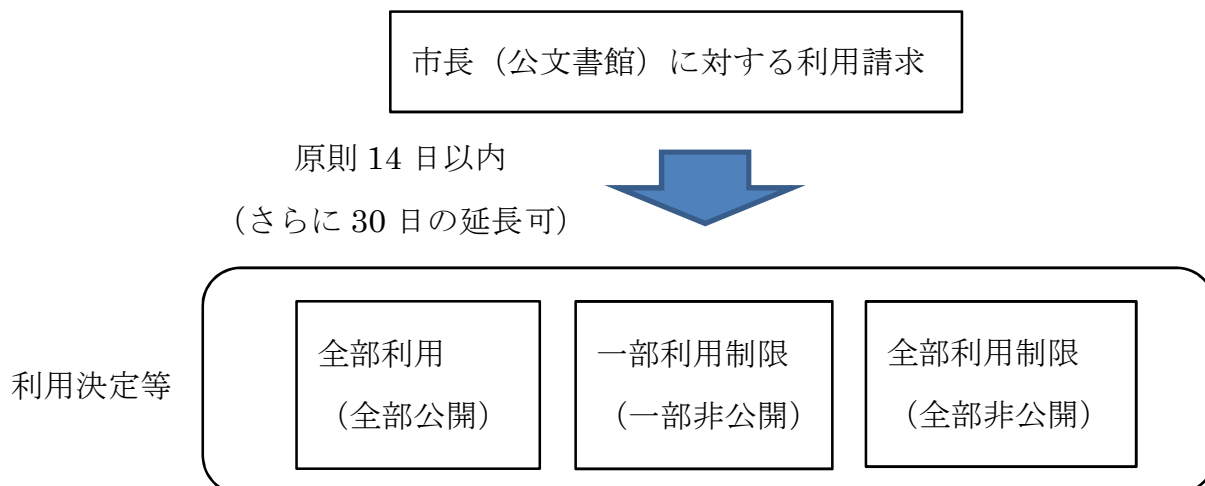 市長（公文書館）に対する利用請求
原則 14 日以内
（さらに 30 日の延長可）
利用決定等
全部利用
（全部公開）
一部利用制限
（一部非公開）
全部利用制限
（全部非公開）